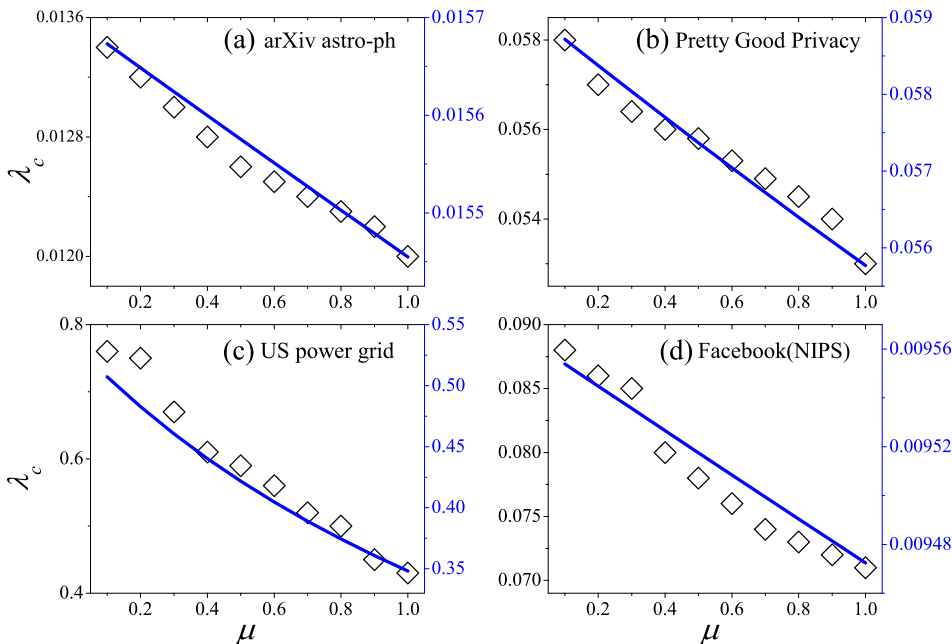 0.0136
0.0128
0.0120
λc
(a) arXiv astro-ph
0.0157
0.0156
0.0155
0.2 0.4 0.6 0.8 1.0
0.058
0.056
0.054
(b) Pretty Good Privacy
0.059
0.058
0.057
0.056
0.2 0.4 0.6 0.8 1.0
0.8
0.6
0.4
λc
(c) US power grid
0.55
0.50
0.45
0.40
0.35
0.2 0.4 0.6 0.8 1.0
μ
0.090
0.085
0.080
0.075
0.070
(d) Facebook(NIPS)
0.00956
0.00952
0.00948
0.2 0.4 0.6 0.8 1.0
μ